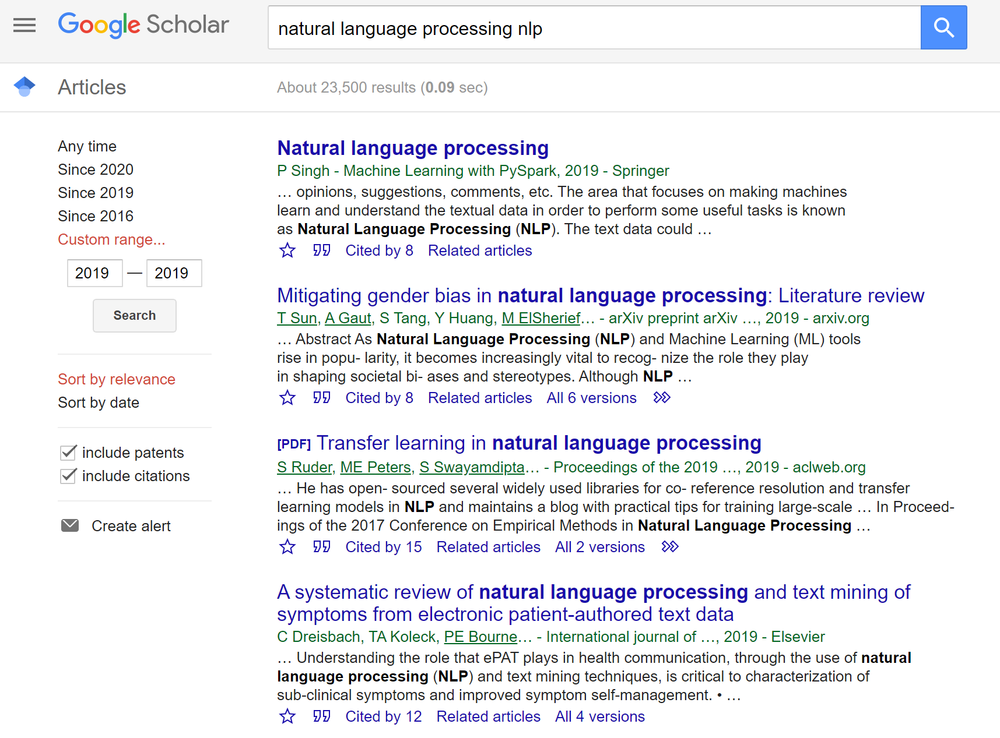 Google Scholar
natural language processing nlp
Articles
About 23,500 results (0.09 sec)
Any time
Since 2020
Since 2019
Since 2016
Custom range...
2019 — 2019
Search
Sort by relevance
Sort by date
include patents
include citations
Create alert
Natural language processing
P Singh - Machine Learning with PySpark, 2019 - Springer
… opinions, suggestions, comments, etc. The area that focuses on making machines
learn and understand the textual data in order to perform some useful tasks is known
as Natural Language Processing (NLP). The text data could …
Cited by 8 Related articles
Mitigating gender bias in natural language processing: Literature review
T Sun, A Gaut, S Tang, Y Huang, M ElSherief… - arXiv preprint arXiv …, 2019 - arxiv.org
… Abstract As Natural Language Processing (NLP) and Machine Learning (ML) tools
rise in popu- larity, it becomes increasingly vital to recog- nize the role they play
in shaping societal bi- ases and stereotypes. Although NLP …
Cited by 8 Related articles All 6 versions
[PDF] Transfer learning in natural language processing
S Ruder, ME Peters, S Swayamdipta… - Proceedings of the 2019 …, 2019 - aclweb.org
… He has open- sourced several widely used libraries for co- reference resolution and transfer
learning models in NLP and maintains a blog with practical tips for training large-scale … In Proceed-
ings of the 2017 Conference on Empirical Methods in Natural Language Processing …
Cited by 15 Related articles All 2 versions
A systematic review of natural language processing and text mining of
symptoms from electronic patient-authored text data
C Dreisbach, TA Koleck, PE Bourne… - International journal of …, 2019 - Elsevier
… Understanding the role that ePAT plays in health communication, through the use of natural
language processing (NLP) and text mining techniques, is critical to characterization of
sub-clinical symptoms and improved symptom self-management. • …
Cited by 12 Related articles All 4 versions